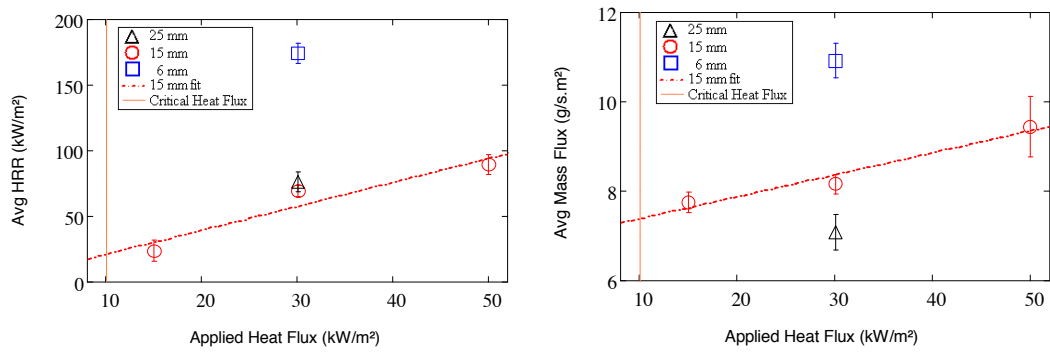 200
150
100
50
0
10
20
30
40
50
Avg HRR (kW/m²)
Applied Heat Flux (kW/m²)
25 mm
15 mm
6 mm
15 mm fit
Critical Heat Flux
12
10
8
6
10
20
30
40
50
Avg Mass Flux (g/s.m²)
Applied Heat Flux (kW/m²)
25 mm
15 mm
6 mm
15 mm fit
Critical Heat Flux